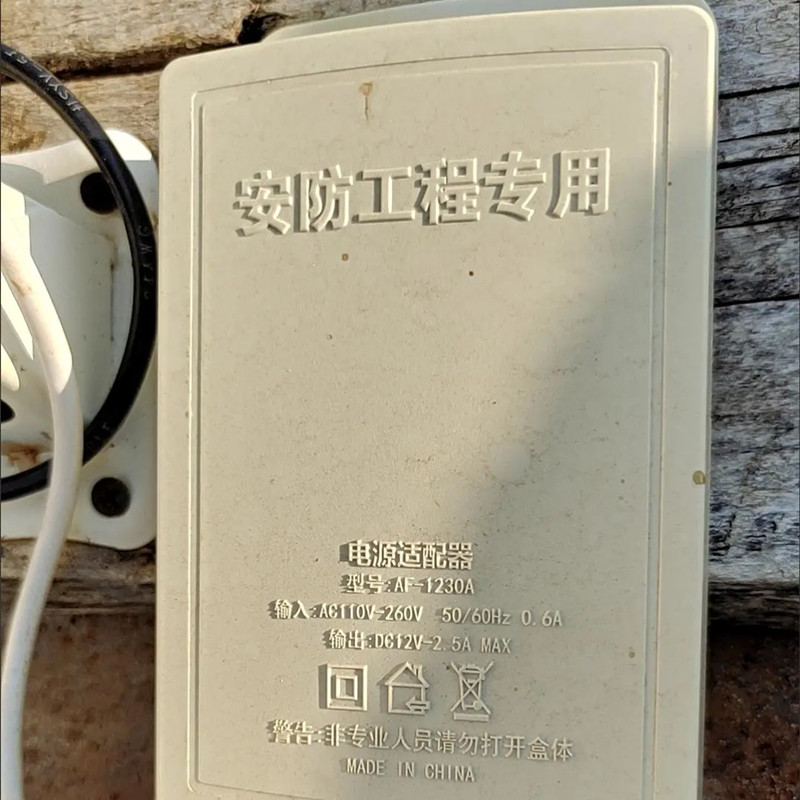 安防工程专用
电源适配器
型号:AF-1230A
输入:AC110V-260V 50/60Hz 0.6A
输出:DC12V-2.5A MAX
警告:非专业人员请勿打开盒体
MADE IN CHINA